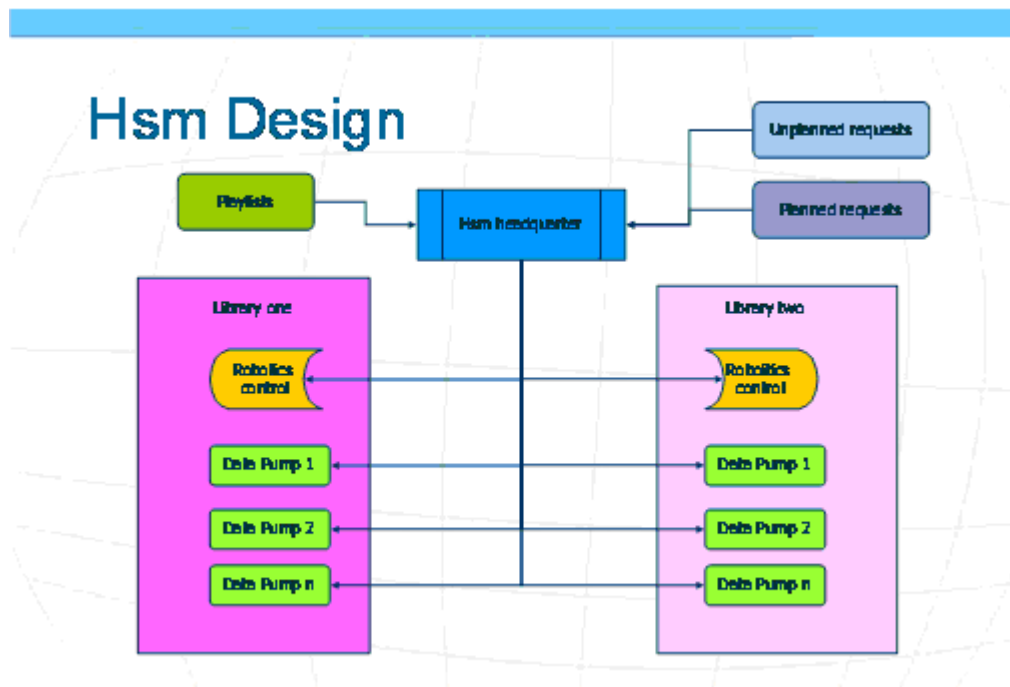 Hsm Design
Unplanned requests
Playlists
Planned requests
Hsm headquarter
Library one
Library two
Robotics
control
Robotics
control
Data Pump 1
Data Pump 1
Data Pump 2
Data Pump 2
Data Pump n
Data Pump n